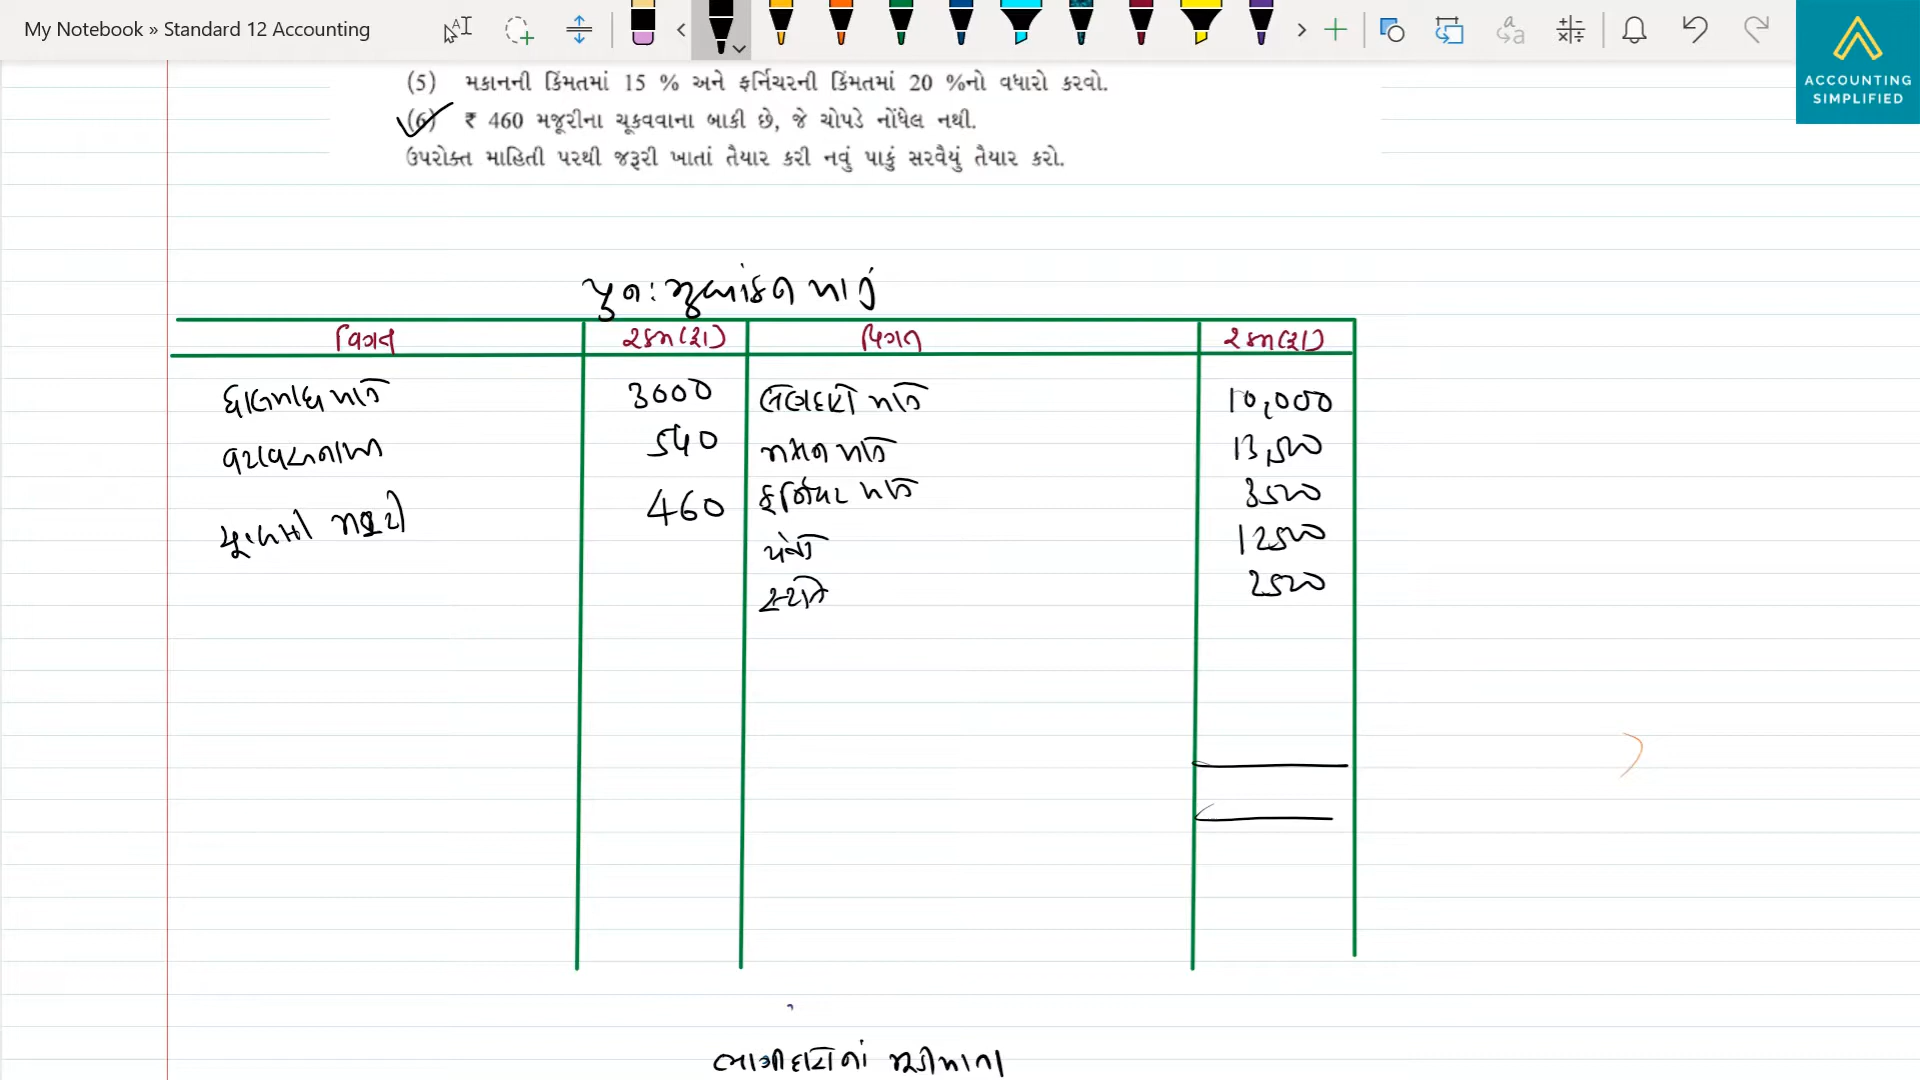 My Notebook » Standard 12 Accounting
ACCOUNTING
SIMPLIFIED
(5) મકાનની કિંમતમાં 15 % અને ફર્નિચરની કિંમતમાં 20 %નો વધારો કરવો.
(6) ₹ 460 મજૂરીના ચૂકવવાના બાકી છે, જે ચોપડે નોંધેલ નથી.
ઉપરોક્ત માહિતી પરથી જરૂરી ખાતાં તૈયાર કરી નવું પાકું સરવૈયું તૈયાર કરો.
પુનઃમૂલ્યાંકન ખાતું
વિગત રકમ(રૂા) વિગત રકમ(રૂા)
ઘાલખાધ ખાતે 3000 લેણદારો ખાતે 10,000
540 મકાન ખાતે 13,500
460 ફર્નિચર ખાતે 3500
ચૂકવવાની મજૂરી યંત્રો 12500
સ્ટોક 2500
ભાગીદારોનાં મૂડીખાતા